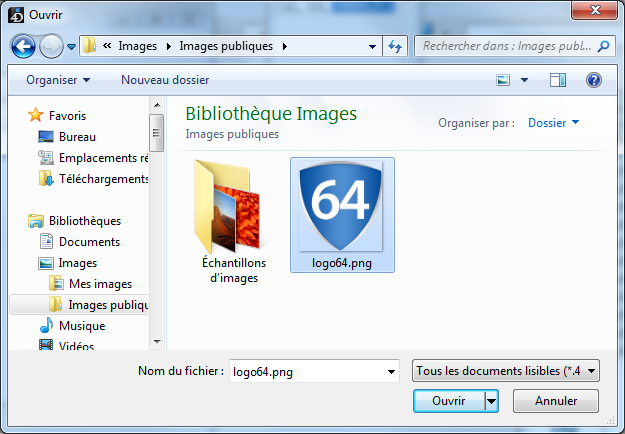 4D Ouvrir
« Images Images publiques
Rechercher dans : Images publ...
Organiser Nouveau dossier
Favoris
Bureau
Emplacements ré
Téléchargements
Bibliothèques
Documents
Images
Mes images
Images publiqu
Musique
Vidéos
Bibliothèque Images
Images publiques
Organiser par : Dossier
Échantillons
d'images
64
logo64.png
Nom du fichier : logo64.png
Tous les documents lisibles (*.4
Ouvrir Annuler